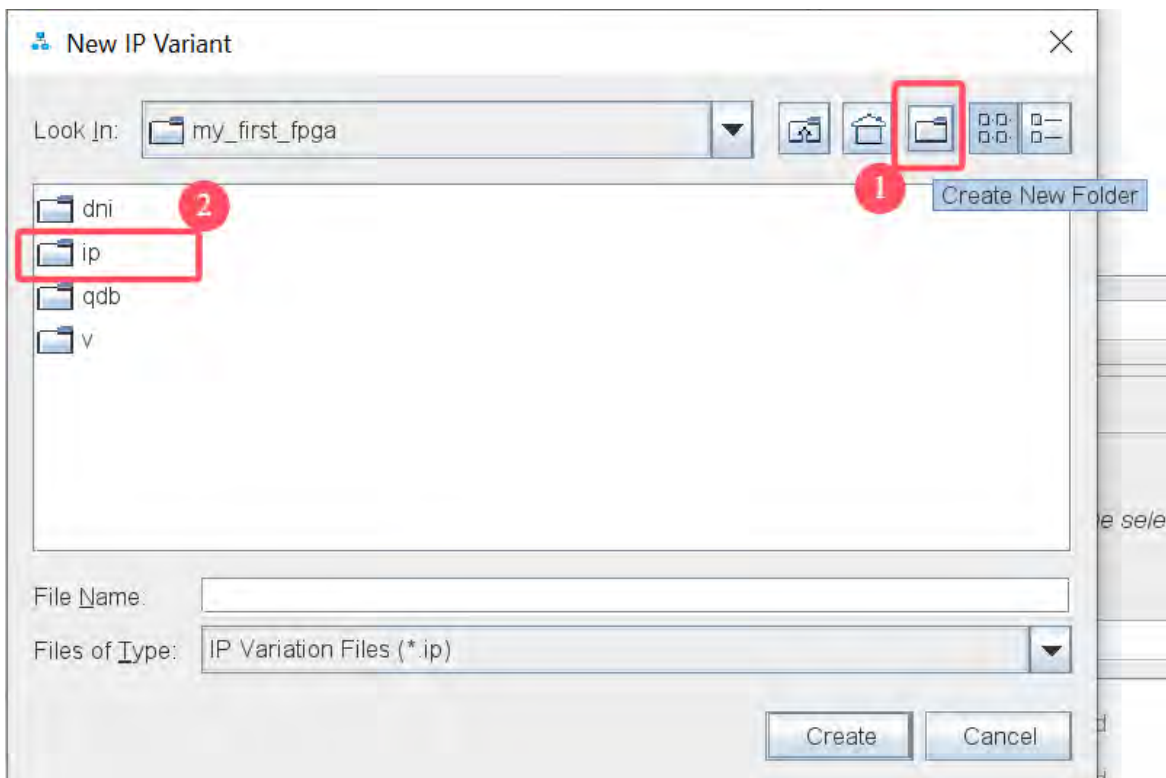 New IP Variant
Look In: my_first_fpga
1
Create New Folder
dni
2
ip
qdb
v
e sele
File Name:
Files of Type: IP Variation Files (*.ip)
Create Cancel
d